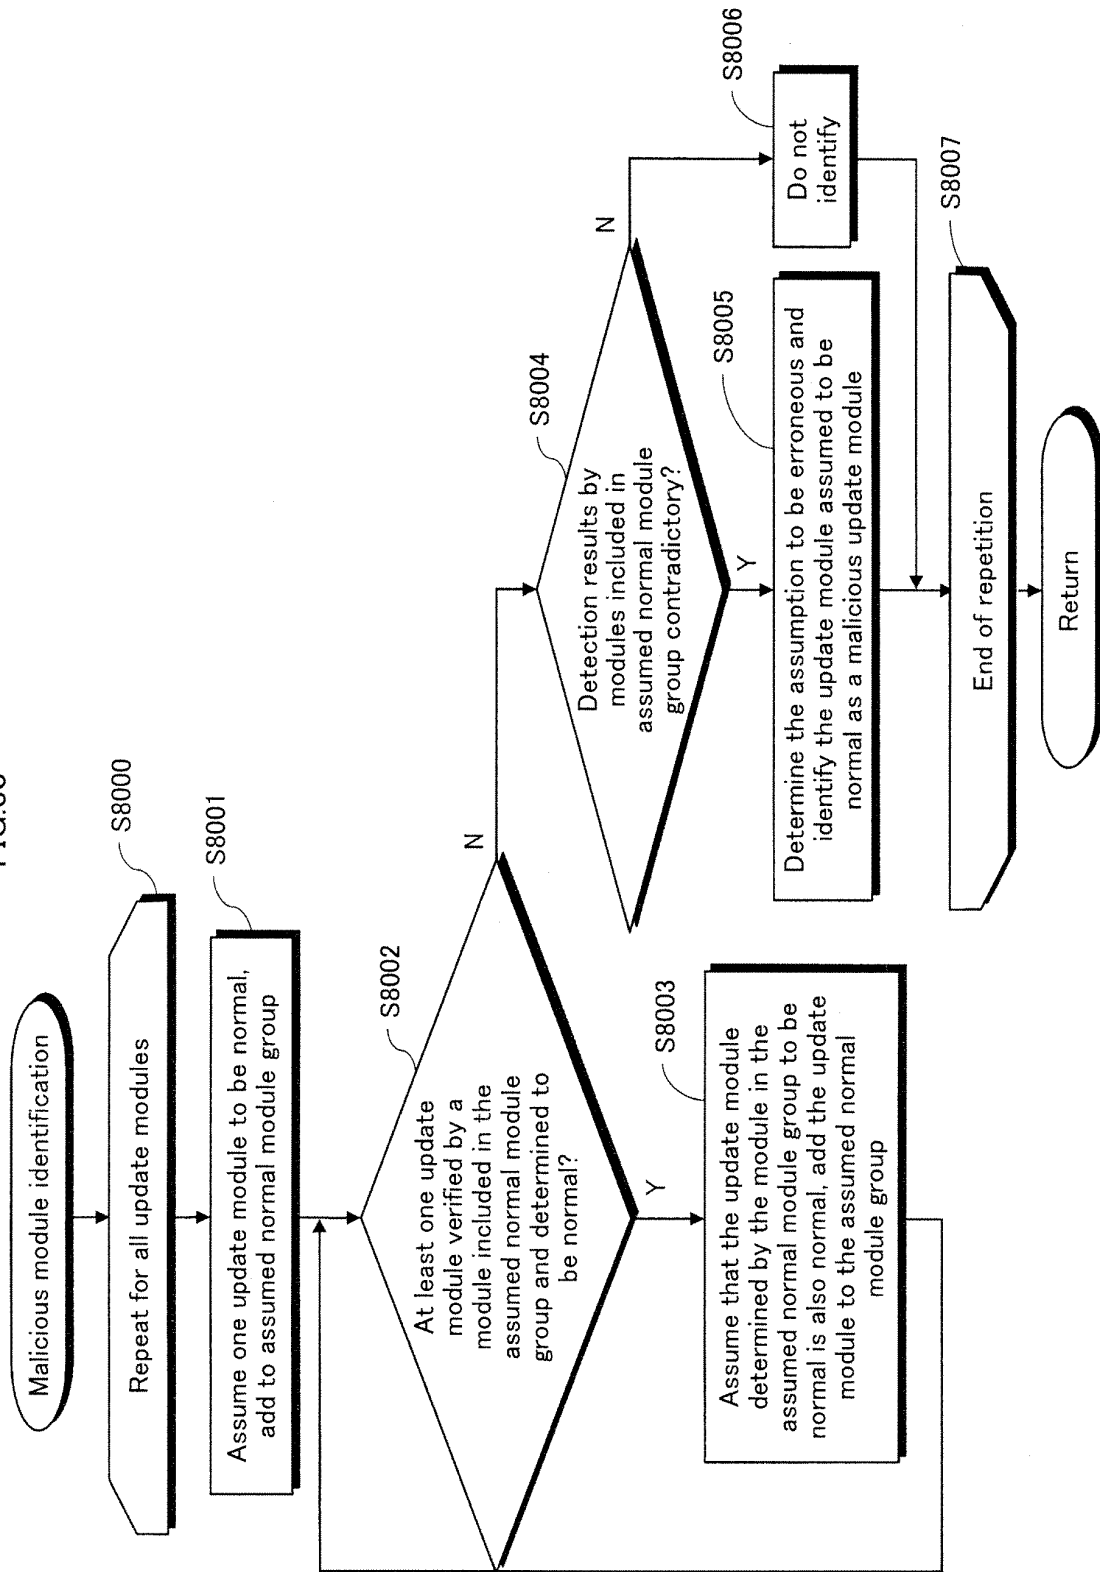 Malicious module identification
S8000
Repeat for all update modules
S8001
Assume one update module to be normal,
add to assumed normal module group
S8002
At least one update
module verified by a
module included in the
assumed normal module
group and determined to
be normal?
N
Y
S8003
Assume that the update module
determined by the module in the
assumed normal module group to be
normal is also normal, add the update
module to the assumed normal
module group
S8004
Detection results by
modules included in
assumed normal module
group contradictory?
N
Y
S8005
Determine the assumption to be erroneous and
identify the update module assumed to be
normal as a malicious update module
S8006
Do not
identify
S8007
End of repetition
Return